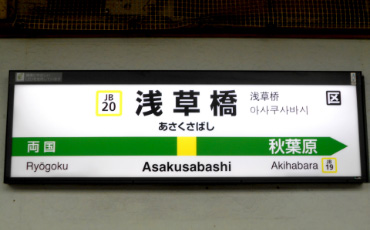 JB
20
浅草橋
浅草桥
아사쿠사바시
区
あさくさばし
両国
秋葉原
Ryōgoku
Asakusabashi
Akihabara
19